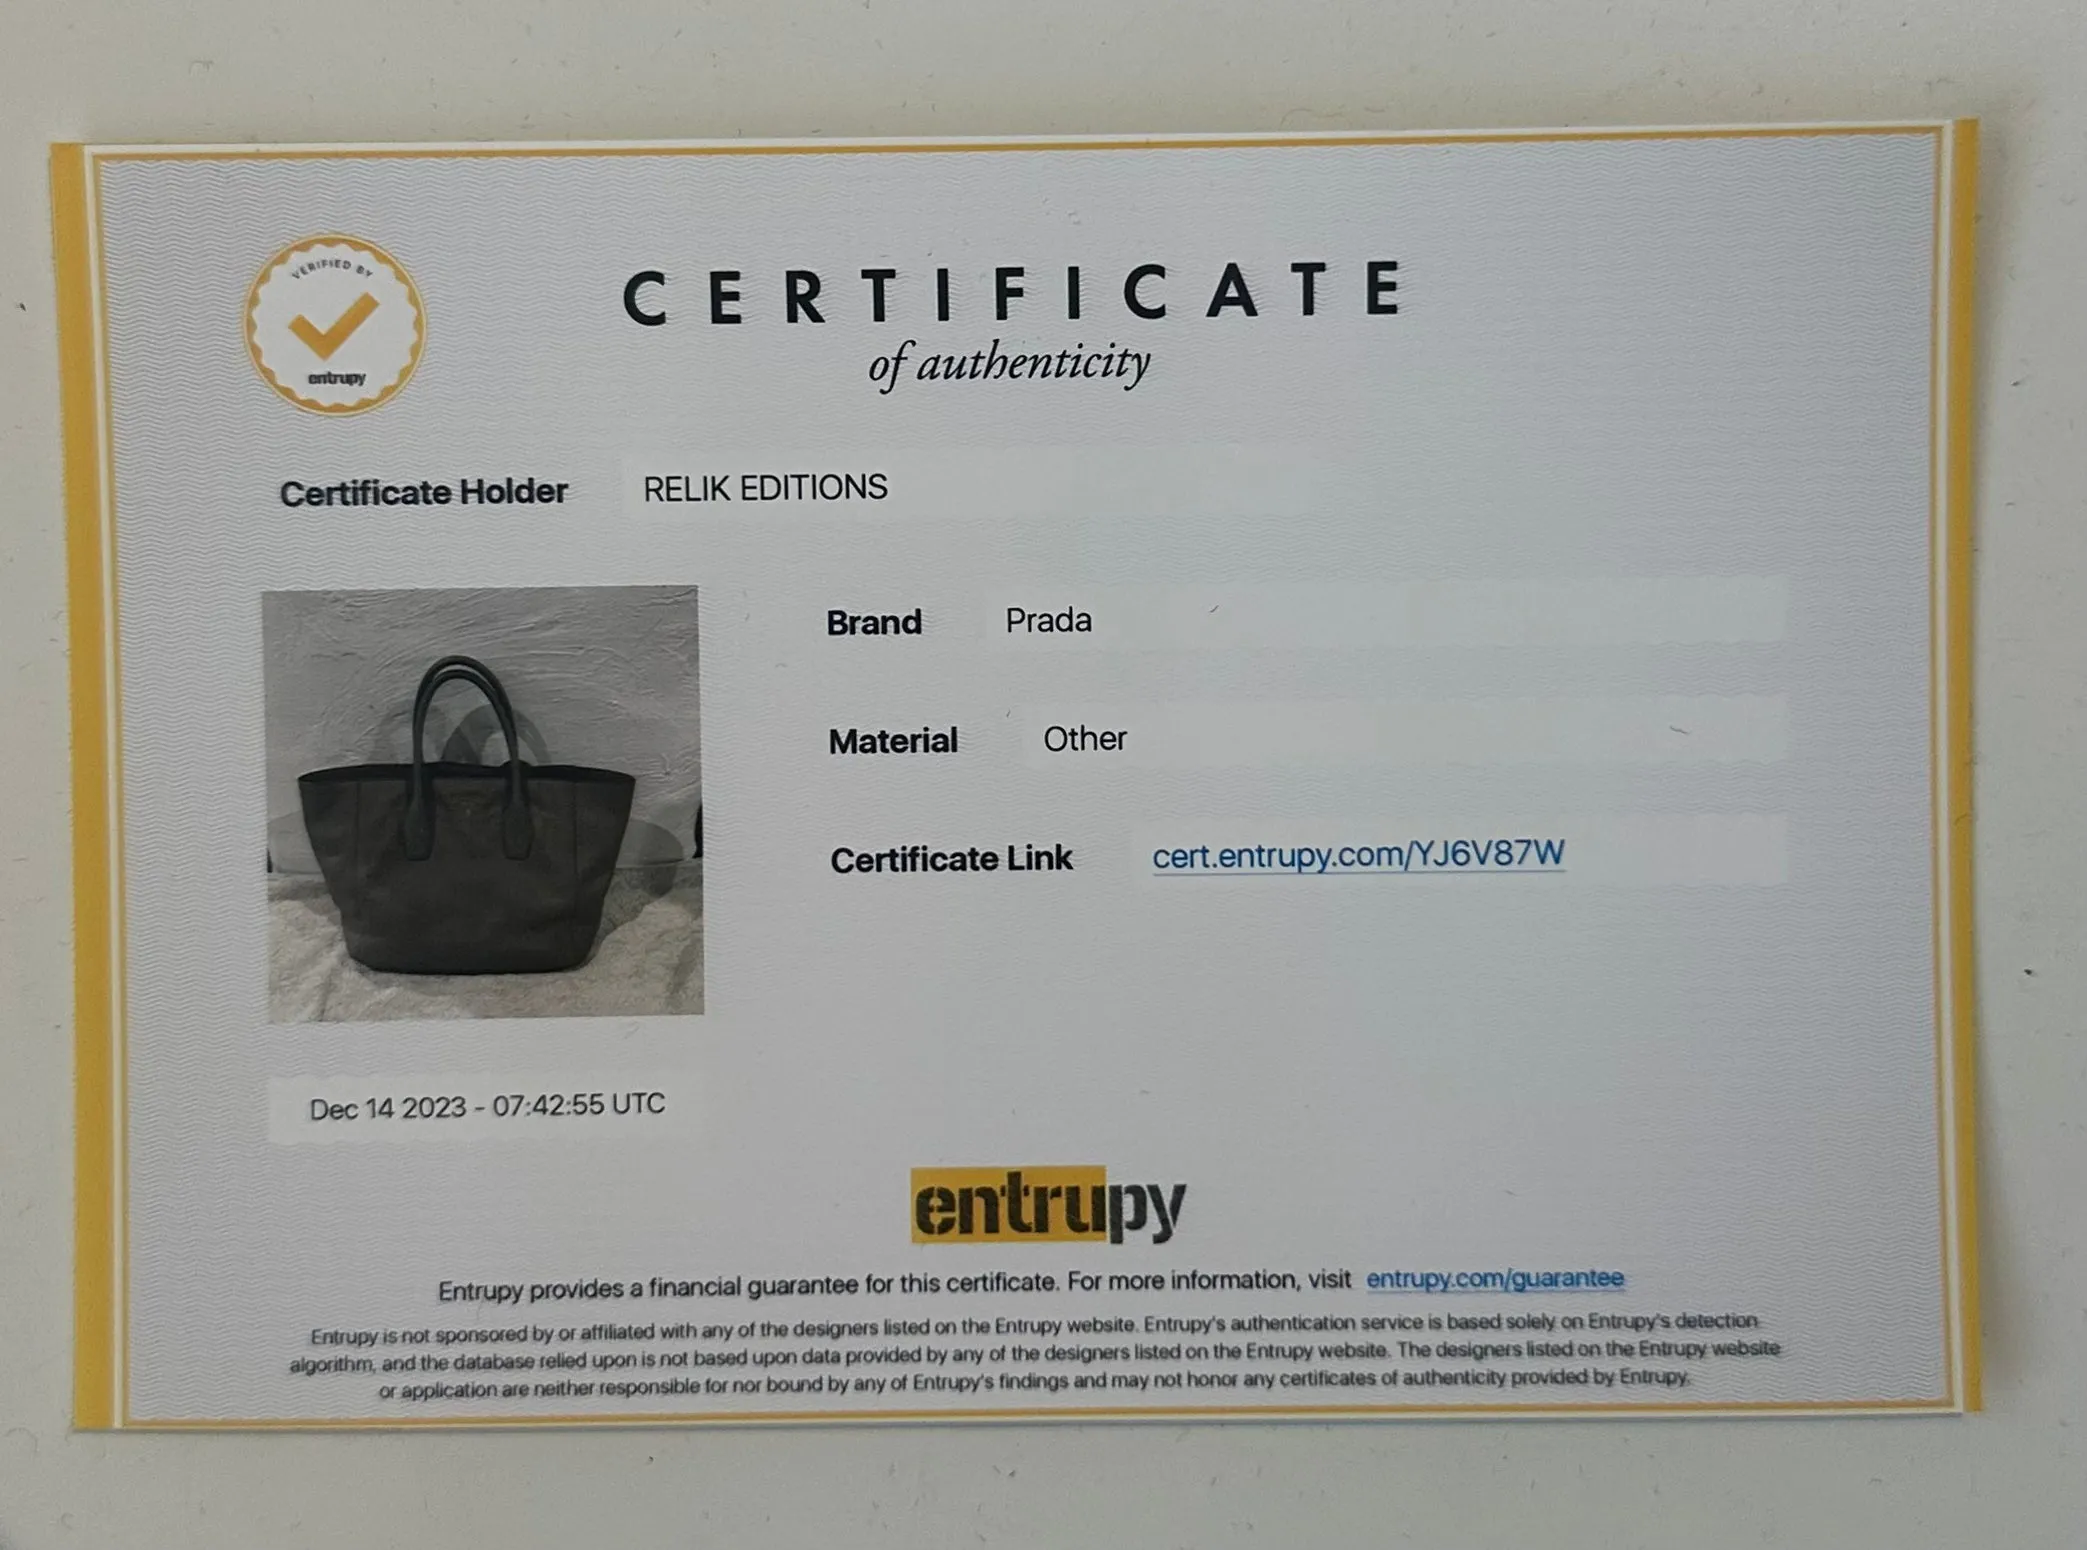 VERIFIED BY
entrupy
CERTIFICATE
of authenticity
Certificate Holder RELIK EDITIONS
Brand Prada
Material Other
Certificate Link cert.entrupy.com/YJ6V87W
Dec 14 2023 - 07:42:55 UTC
entrupy
Entrupy provides a financial guarantee for this certificate. For more information, visit entrupy.com/guarantee
Entrupy is not sponsored by or affiliated with any of the designers listed on the Entrupy website. Entrupy's authentication service is based solely on Entrupy's detection
algorithm, and the database relied upon is not based upon data provided by any of the designers listed on the Entrupy website. The designers listed on the Entrupy website
or application are neither responsible for nor bound by any of Entrupy's findings and may not honor any certificates of authenticity provided by Entrupy.